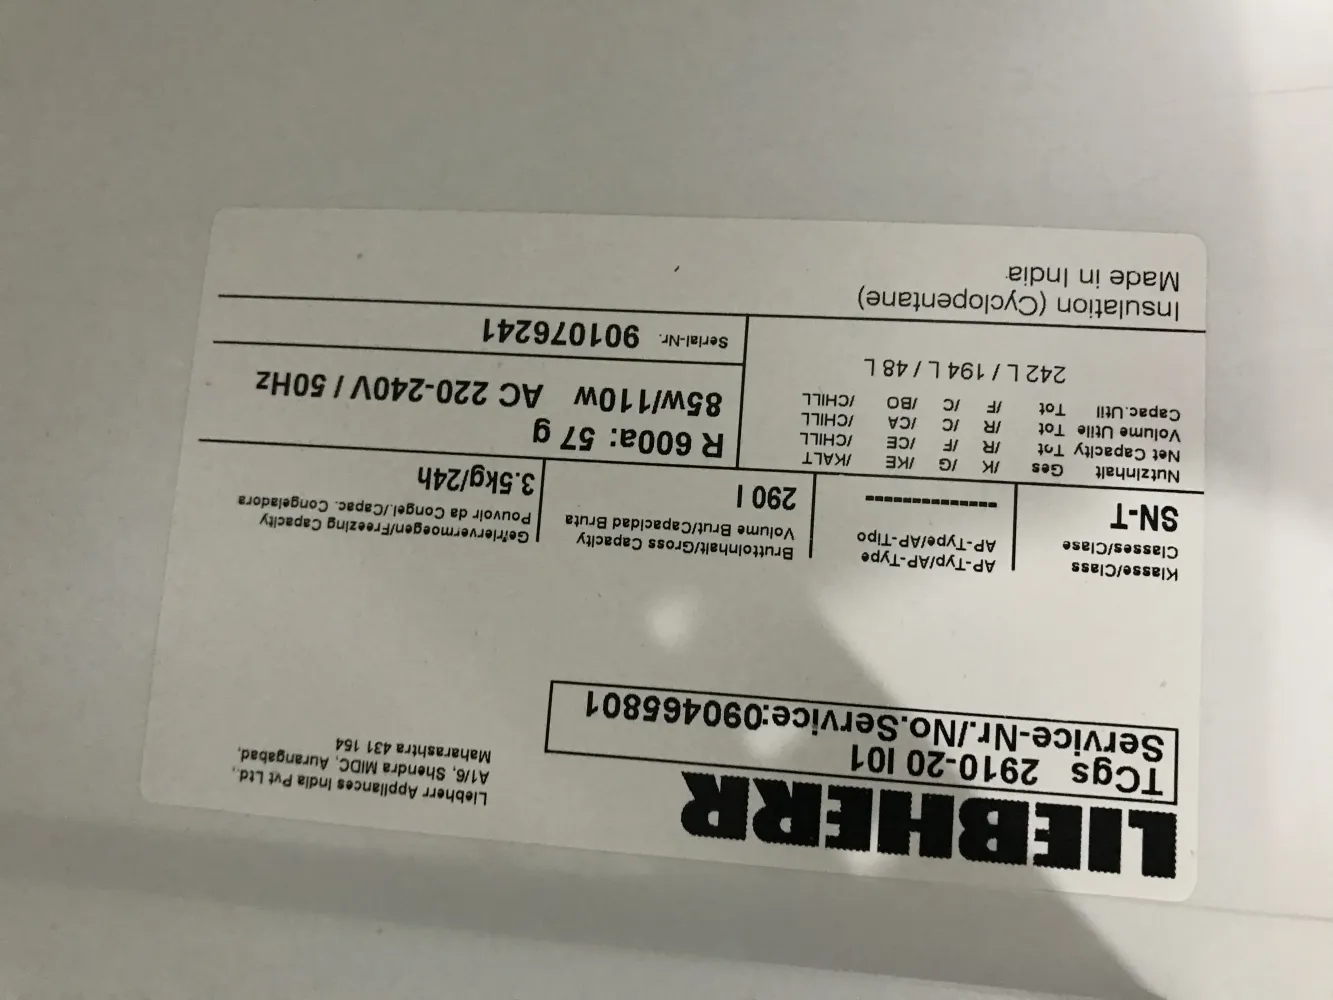 LIEBHERR
Liebherr Appliances India Pvt Ltd.,
A1/6, Shendra MIDC, Aurangabad,
Maharashtra 431 154
TCgs 2910-20 I01
Service-Nr./No.Service:090465801
Klasse/Class
Classes/Clase
SN-T
AP-Typ/AP-Type
AP-Type/AP-Tipo
--------------
Bruttoinhalt/Gross Capacity
Volume Brut/Capacidad Bruta
290 l
Gefriervermoegen/Freezing Capacity
Pouvoir da Congel./Capac. Congeladora
3.5kg/24h
Nutzinhalt Ges /K /G /KE /KALT
Net Capacity Tot /R /F /ICE /CHILL
Volume Utile Tot /R /C /CA /CHILL
Capac.Util Tot /F /C /BO /CHILL
242 L / 194 L / 48 L
R 600a: 57 g
85w/110w AC 220-240V / 50Hz
Serial-Nr. 901076241
Insulation (Cyclopentane)
Made in India